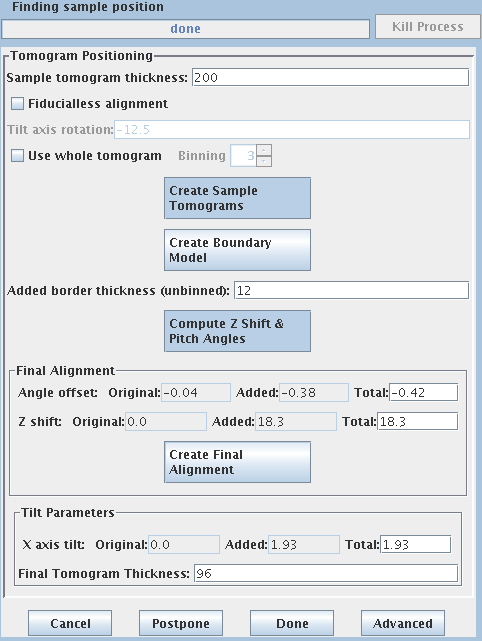 Finding sample position
done
Kill Process
Tomogram Positioning
Sample tomogram thickness: 200
Fiducialless alignment
Tilt axis rotation: -12.5
Use whole tomogram Binning 3
Create Sample
Tomograms
Create Boundary
Model
Added border thickness (unbinned): 12
Compute Z Shift &
Pitch Angles
Final Alignment
Angle offset: Original: -0.04 Added: -0.38 Total: -0.42
Z shift: Original: 0.0 Added: 18.3 Total: 18.3
Create Final
Alignment
Tilt Parameters
X axis tilt: Original: 0.0 Added: 1.93 Total: 1.93
Final Tomogram Thickness: 96
Cancel Postpone Done Advanced